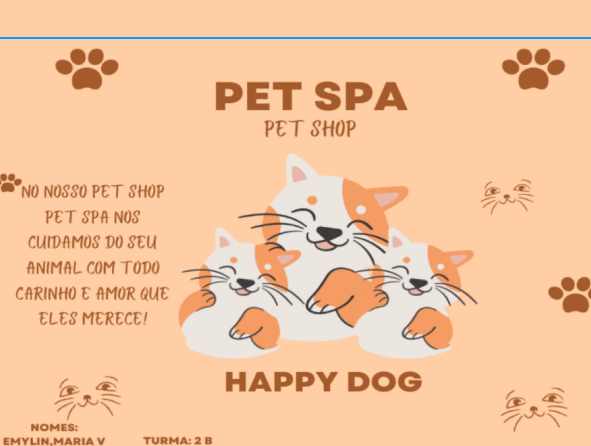 PET SPA
PET SHOP
NO NOSSO PET SHOP
PET SPA NOS
CUIDAMOS DO SEU
ANIMAL COM TODO
CARINHO E AMOR QUE
ELES MERECE!
HAPPY DOG
NOMES:
EMYLIN,MARIA V
TURMA: 2 B